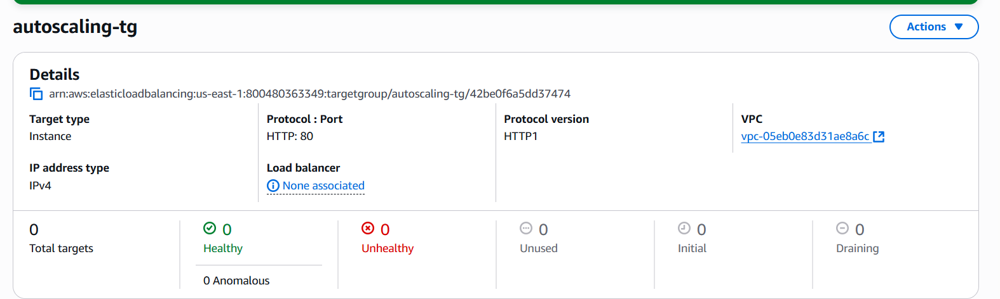 autoscaling-tg
Actions
Details
arn:aws:elasticloadbalancing:us-east-1:800480363349:targetgroup/autoscaling-tg/42be0f6a5dd37474
Target type
Instance
Protocol : Port
HTTP: 80
Protocol version
HTTP1
VPC
vpc-05eb0e83d31ae8a6c
IP address type
IPv4
Load balancer
None associated
0
Total targets
0
Healthy
0 Anomalous
0
Unhealthy
0
Unused
0
Initial
0
Draining